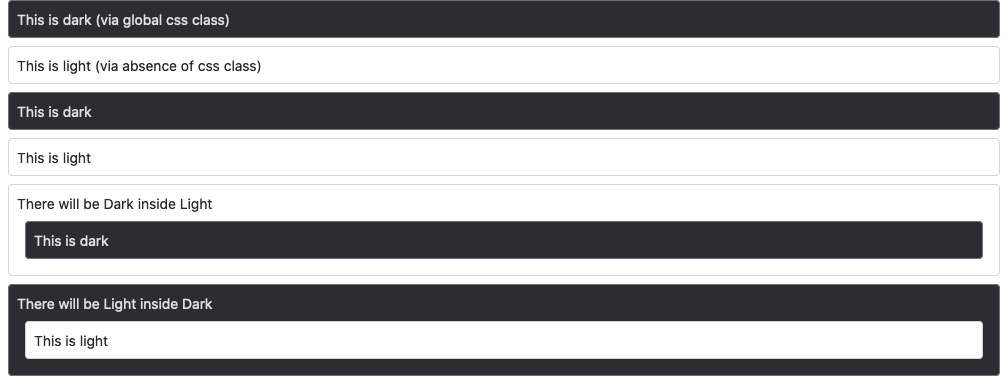 This is dark (via global css class)
This is light (via absence of css class)
This is dark
This is light
There will be Dark inside Light
This is dark
There will be Light inside Dark
This is light